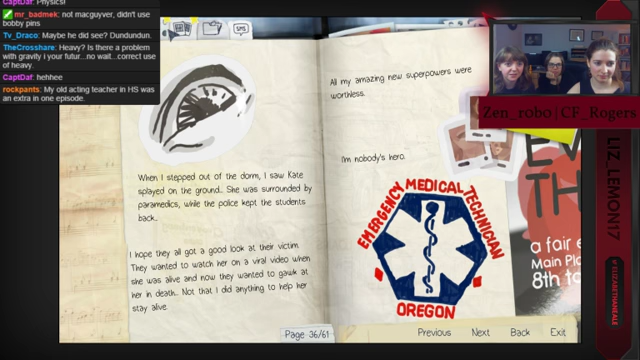 CaptDaf: Physics!
mr_badmek: not macguyver, didn't use
bobby pins
Tv_Draco: Maybe he did see? Dundundun.
TheCrosshare: Heavy? Is there a problem
with gravity i your futur...no wait...correct use
of heavy.
CaptDaf: hehhee
rockpants: My old acting teacher in HS was
an extra in one episode.
SMS
When I stepped out of the dorm, I saw Kate
splayed on the ground... She was surrounded by
paramedics, while the police kept the students
back...
I hope they all got a good look at their victim.
They wanted to watch her on a viral video when
she was alive and now they wanted to gawk at
her in death... Not that I did anything to help her
stay alive.
Page 36/61
All my amazing new superpowers were
worthless.
I'm nobody's hero.
EMERGENCY MEDICAL TECHNICIAN
OREGON
EV
TH
a fair e
Main Pla
8th to
Previous Next Back Exit
Zen_robo|CF_Rogers
LIZ_LEMON17
@ELIZABETHNEALE